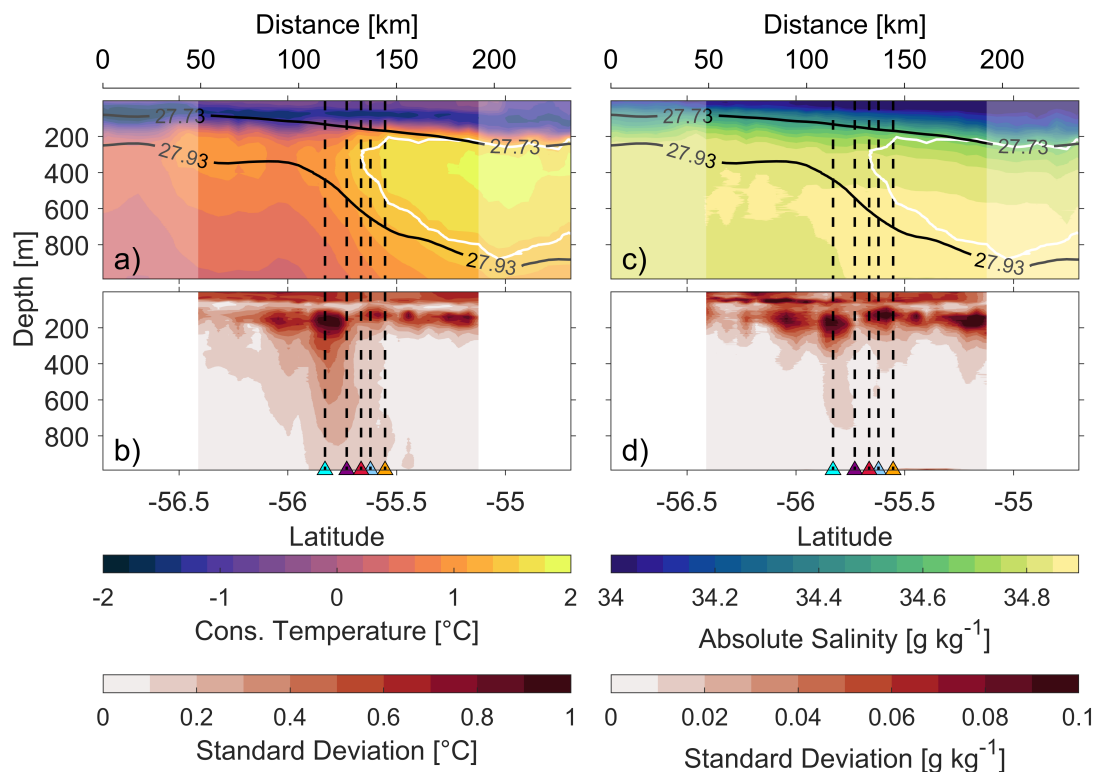 Distance [km] Distance [km]
0 50 100 150 200 0 50 100 150 200
27.73 27.73 27.73 27.73
27.93 27.93 27.93 27.93
200
400
600
800
Depth [m]
a) c)
200
400
600
800
b) d)
-56.5 -56 -55.5 -55 -56.5 -56 -55.5 -55
Latitude Latitude
-2 -1 0 1 2 34 34.2 34.4 34.6 34.8
Cons. Temperature [°C] Absolute Salinity [g kg⁻¹]
0 0.2 0.4 0.6 0.8 1 0 0.02 0.04 0.06 0.08 0.1
Standard Deviation [°C] Standard Deviation [g kg⁻¹]